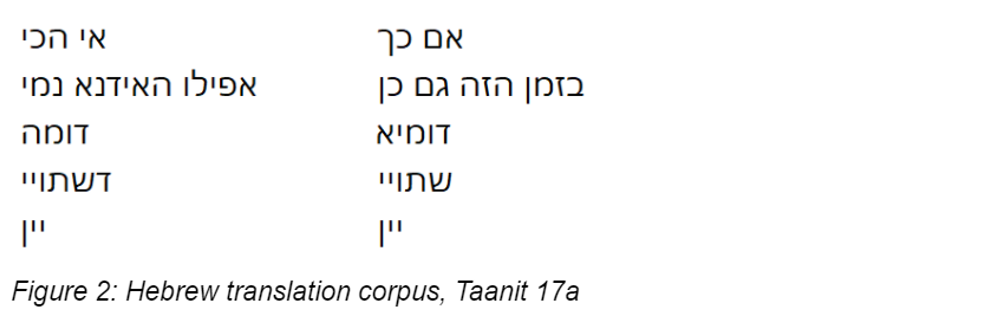 אי הכי אם כך
אפילו האידנא נמי בזמן הזה גם כן
דומה דומיא
דשתויי שתויי
יין יין
Figure 2: Hebrew translation corpus, Taanit 17a